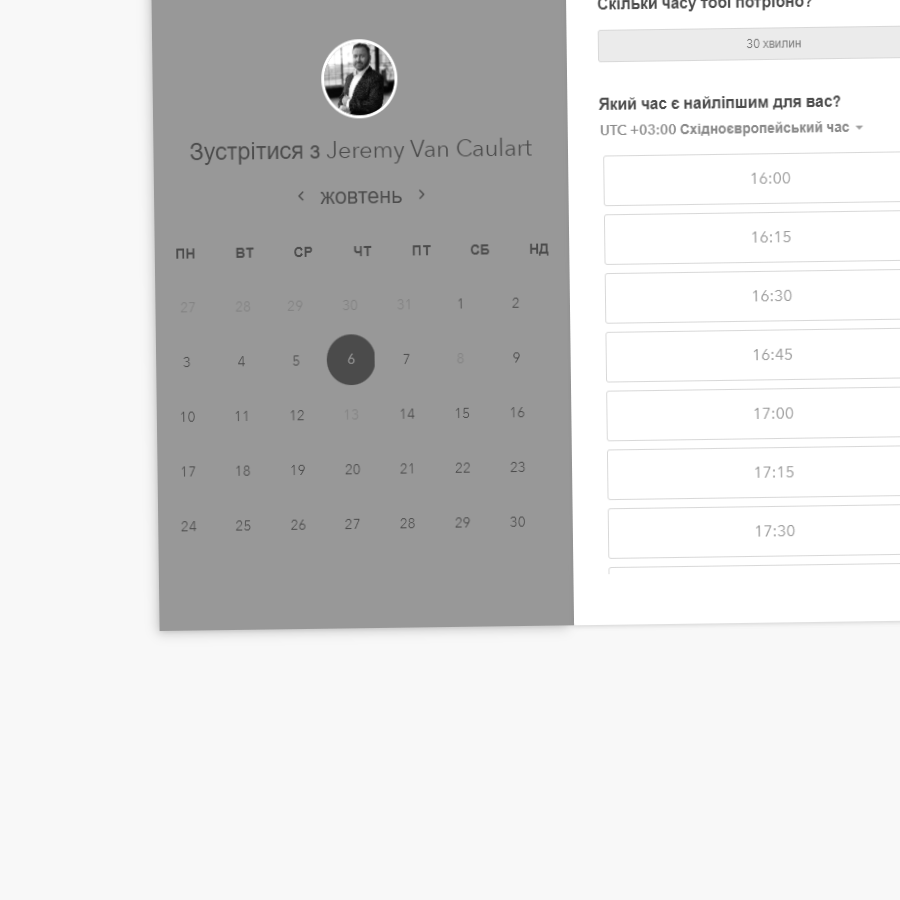 Зустрітися з Jeremy Van Caulart
жовтень
ПН ВТ СР ЧТ ПТ СБ НД
27 28 29 30 31 1 2
3 4 5 6 7 8 9
10 11 12 13 14 15 16
17 18 19 20 21 22 23
24 25 26 27 28 29 30
Скільки часу тобі потрібно?
30 хвилин
Який час є найліпшим для вас?
UTC +03:00 Східноєвропейський час
16:00
16:15
16:30
16:45
17:00
17:15
17:30